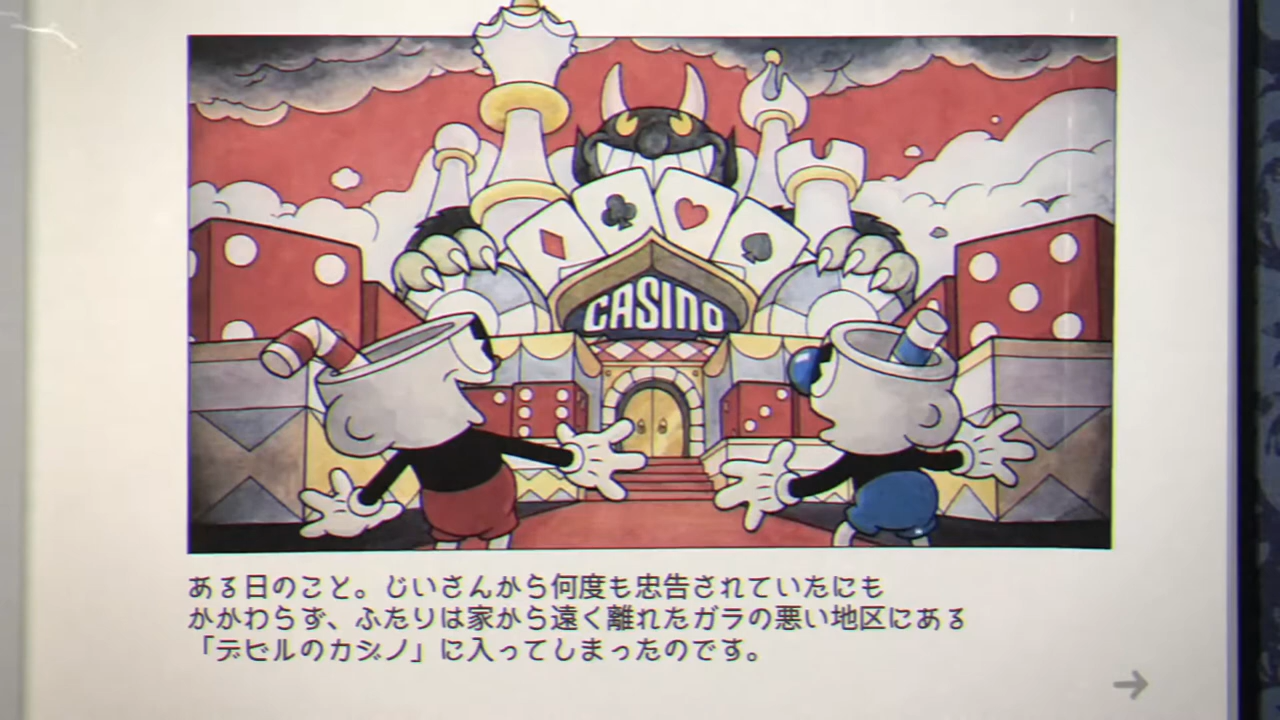 CASINO
ある日のこと。じいさんから何度も忠告されていたにも
かかわらず、ふたりは家から遠く離れたガラの悪い地区にある
「デビルのカジノ」に入ってしまったのです。